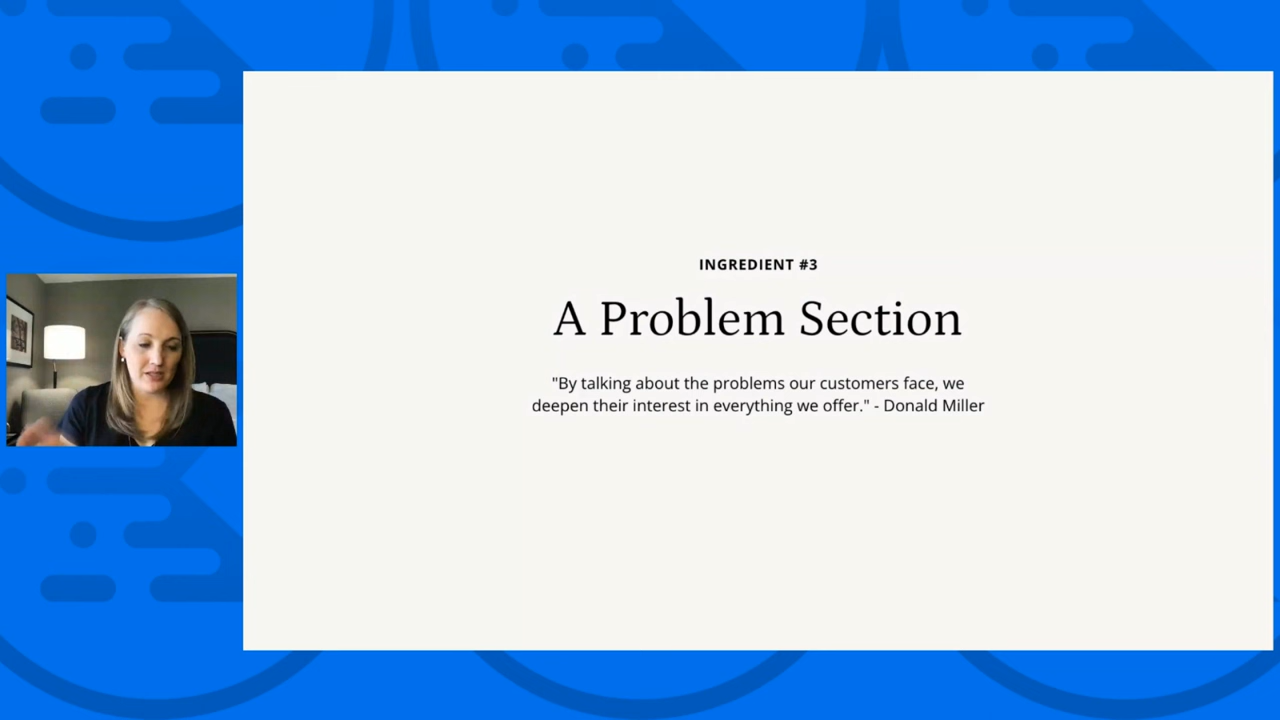 INGREDIENT #3
A Problem Section
"By talking about the problems our customers face, we
deepen their interest in everything we offer." - Donald Miller